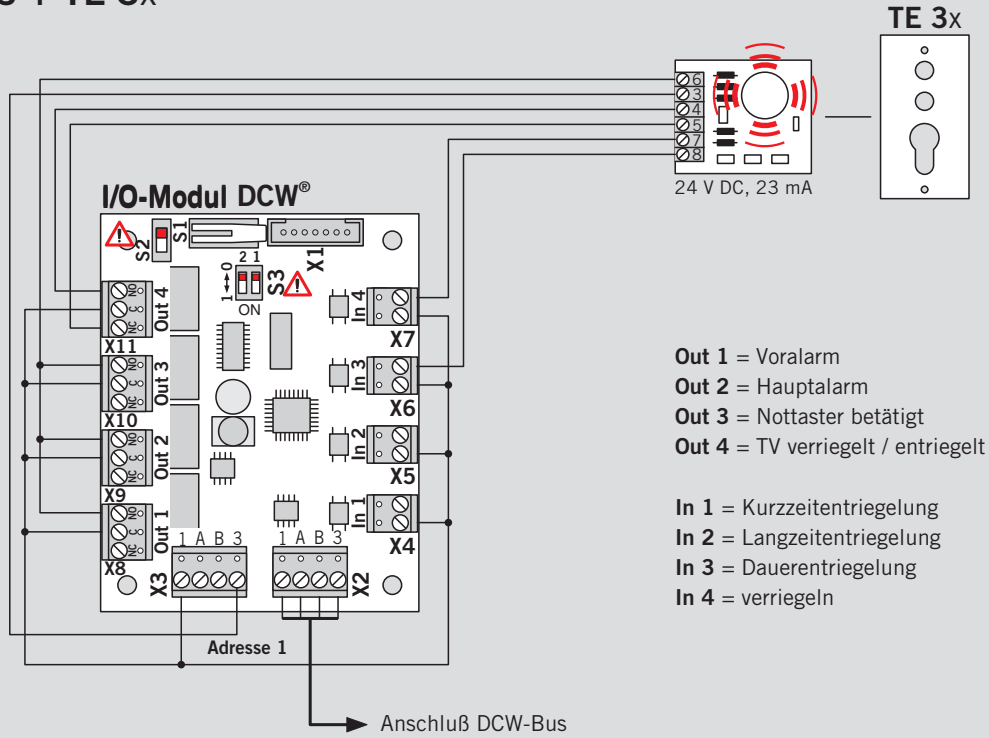 TE 3x
TE 3x
6
3
4
5
7
8
24 V DC, 23 mA
I/O-Modul DCW®
S2
S1
X1
2 1
1 ↔ 0
S3
ON
NO
C
NC
Out 4
X11
NO
C
NC
Out 3
X10
NO
C
NC
Out 2
X9
NO
C
NC
Out 1
X8
In 4
X7
In 3
X6
In 2
X5
In 1
X4
1 A B 3
X3
1 A B 3
X2
Adresse 1
Anschluß DCW-Bus
Out 1 = Voralarm
Out 2 = Hauptalarm
Out 3 = Nottaster betätigt
Out 4 = TV verriegelt / entriegelt
In 1 = Kurzzeitentriegelung
In 2 = Langzeitentriegelung
In 3 = Dauerentriegelung
In 4 = verriegeln